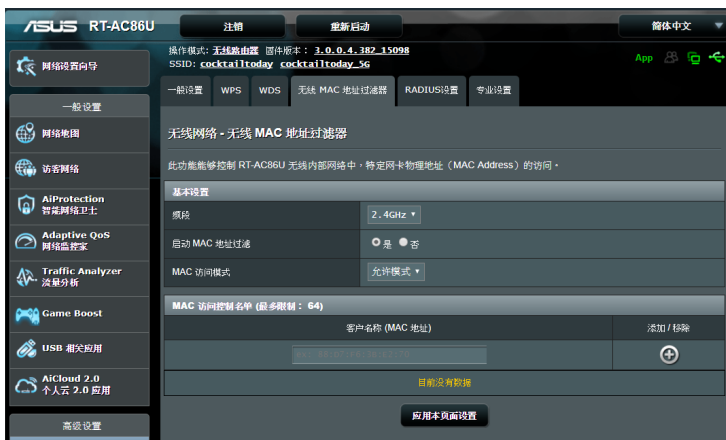 ASUS RT-AC86U 注销 重新启动 简体中文
操作模式: 无线路由器 固件版本: 3.0.0.4.382_15098
SSID: cocktailtoday cocktailtoday_5G
App
网络设置向导
一般设置
网络地图
访客网络
AiProtection
智能网络卫士
Adaptive QoS
网络监控家
Traffic Analyzer
流量分析
Game Boost
USB 相关应用
AiCloud 2.0
个人云 2.0 应用
高级设置
一般设置 WPS WDS 无线 MAC 地址过滤器 RADIUS设置 专业设置
无线网络 - 无线 MAC 地址过滤器
此功能能够控制 RT-AC86U 无线内部网络中,特定网卡物理地址(MAC Address)的访问。
基本设置
频段 2.4GHz
启动 MAC 地址过滤 是 否
MAC 访问模式 允许模式
MAC 访问控制名单 (最多限制: 64)
客户名称 (MAC 地址) 添加 / 移除
目前没有数据
应用本页面设置